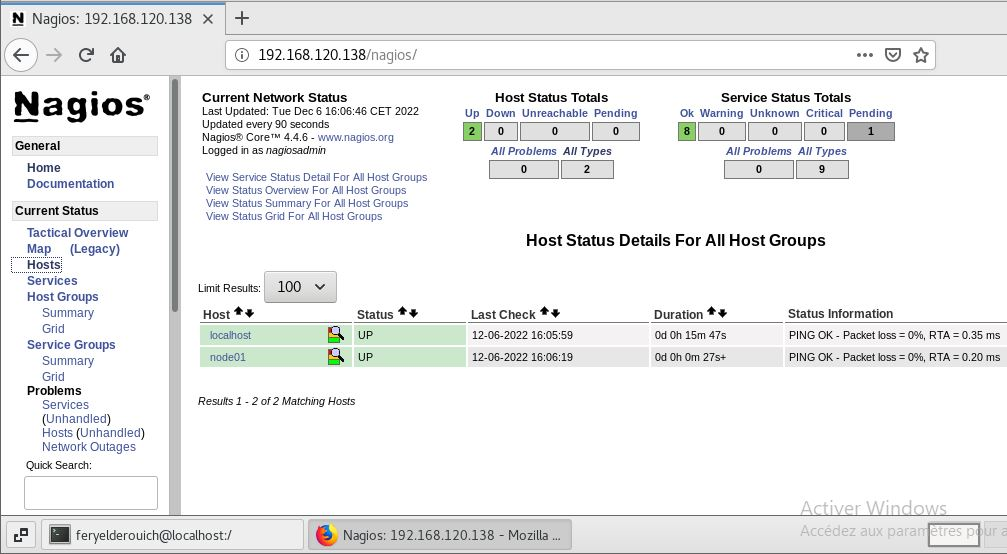 Nagios: 192.168.120.138
192.168.120.138/nagios/
Nagios®
General
Home
Documentation
Current Status
Tactical Overview
Map (Legacy)
Hosts
Services
Host Groups
Summary
Grid
Service Groups
Summary
Grid
Problems
Services
(Unhandled)
Hosts (Unhandled)
Network Outages
Quick Search:
Current Network Status
Last Updated: Tue Dec 6 16:06:46 CET 2022
Updated every 90 seconds
Nagios® Core™ 4.4.6 - www.nagios.org
Logged in as nagiosadmin
View Service Status Detail For All Host Groups
View Status Overview For All Host Groups
View Status Summary For All Host Groups
View Status Grid For All Host Groups
Host Status Totals
Up Down Unreachable Pending
2 0 0 0
All Problems All Types
0 2
Service Status Totals
Ok Warning Unknown Critical Pending
8 0 0 0 1
All Problems All Types
0 9
Host Status Details For All Host Groups
Limit Results: 100
Host Status Last Check Duration Status Information
localhost UP 12-06-2022 16:05:59 0d 0h 15m 47s PING OK - Packet loss = 0%, RTA = 0.35 ms
node01 UP 12-06-2022 16:06:19 0d 0h 0m 27s+ PING OK - Packet loss = 0%, RTA = 0.20 ms
Results 1 - 2 of 2 Matching Hosts
Activer Windows
Accédez aux paramètres pour a
feryelderouich@localhost:/
Nagios: 192.168.120.138 - Mozilla ...